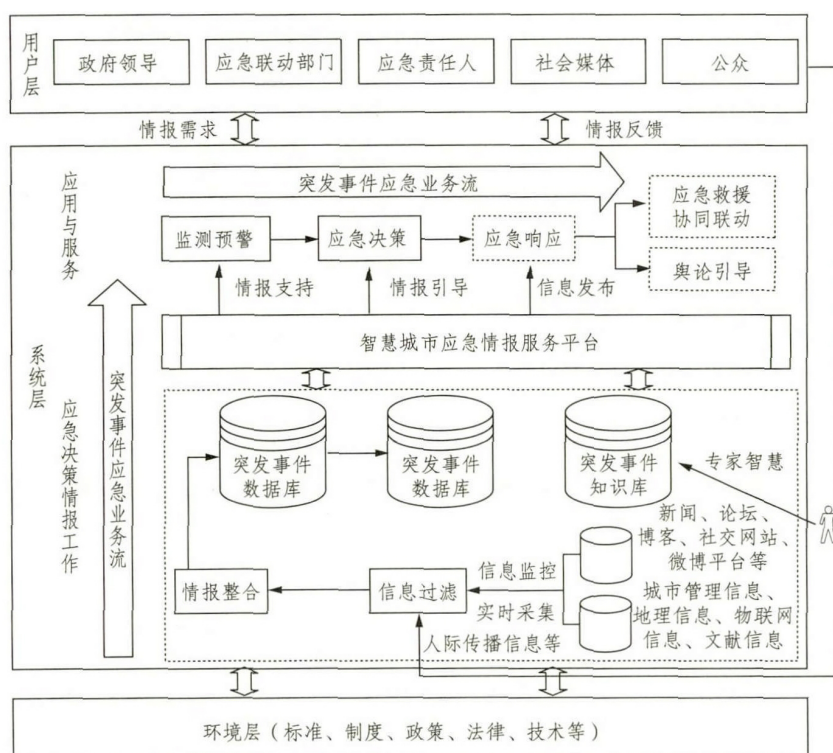 用户层
政府领导
应急联动部门
应急责任人
社会媒体
公众
情报需求
情报反馈
系统层
应用与服务
突发事件应急业务流
监测预警
应急决策
应急响应
应急救援
协同联动
舆论引导
情报支持
情报引导
信息发布
智慧城市应急情报服务平台
应急决策情报工作
突发事件应急业务流
突发事件
数据库
突发事件
数据库
突发事件
知识库
专家智慧
新闻、论坛、
博客、社交网站、
微博平台等
情报整合
信息过滤
信息监控
实时采集
城市管理信息、
地理信息、物联网
信息、文献信息
人际传播信息等
环境层（标准、制度、政策、法律、技术等）